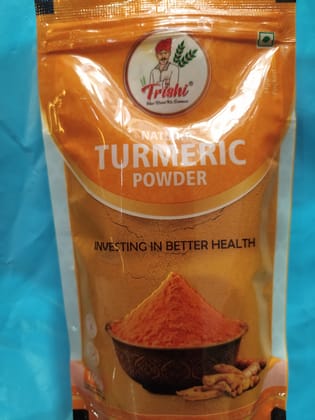 Trishi®
TURMERIC
POWDER
INVESTING IN BETTER HEALTH